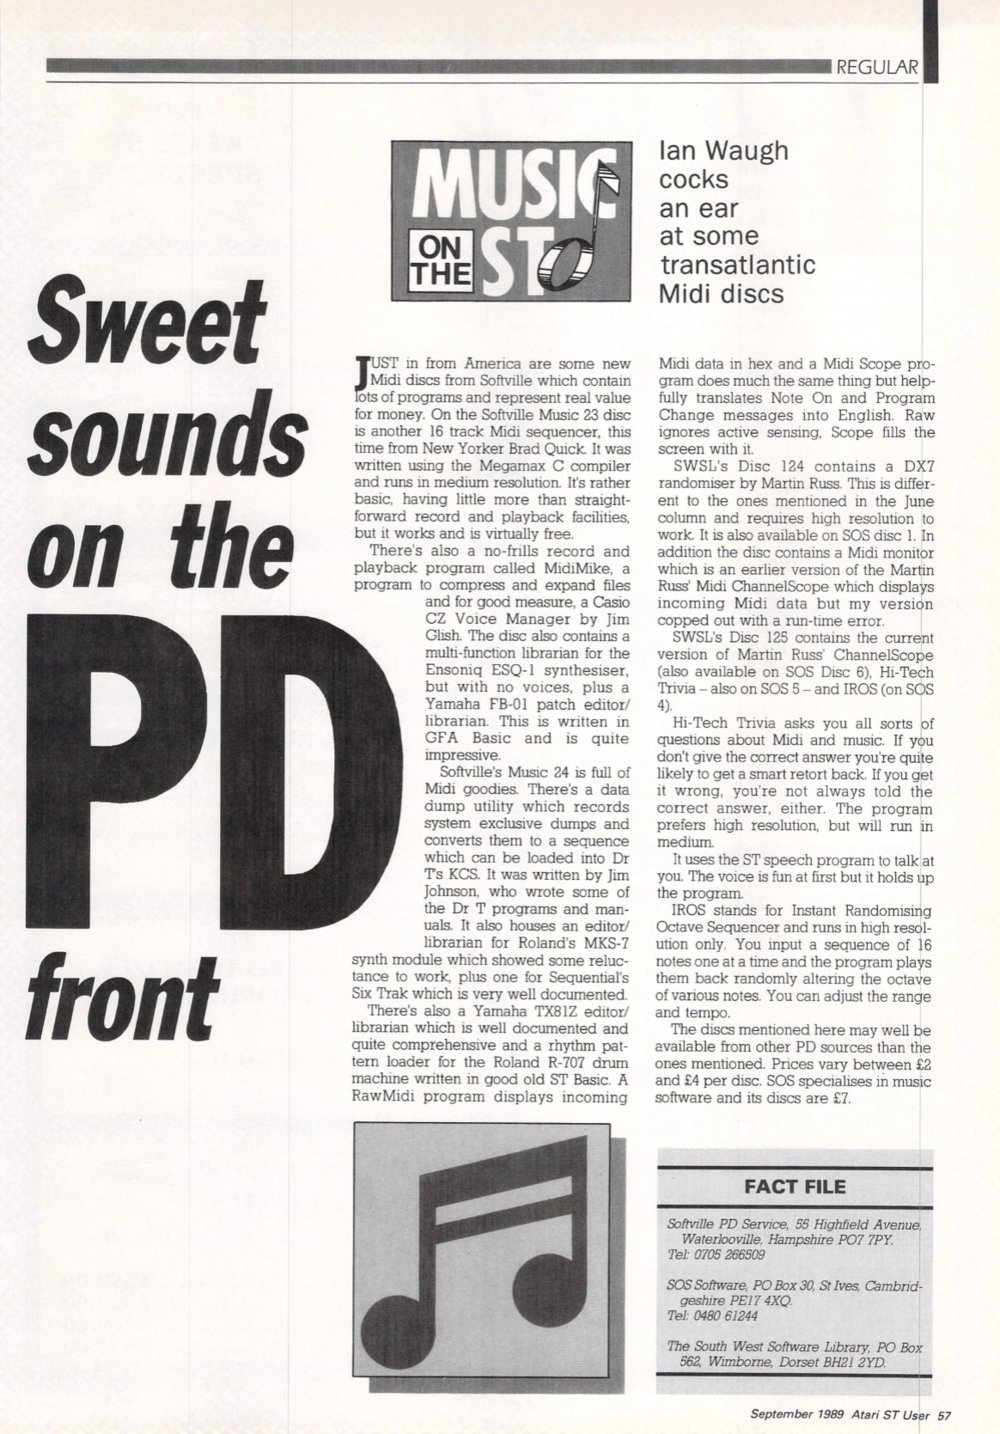 REGULAR
MUSIC
ON
THE
ST
Ian Waugh
cocks
an ear
at some
transatlantic
Midi discs
Sweet
sounds
on the
PD
front
JUST in from America are some new
Midi discs from Softville which contain
lots of programs and represent real value
for money. On the Softville Music 23 disc
is another 16 track Midi sequencer, this
time from New Yorker Brad Quick. It was
written using the Megamax C compiler
and runs in medium resolution. It's rather
basic, having little more than straight-
forward record and playback facilities,
but it works and is virtually free.
There's also a no-frills record and
playback program called MidiMike, a
program to compress and expand files
and for good measure, a Casio
CZ Voice Manager by Jim
Glish. The disc also contains a
multi-function librarian for the
Ensoniq ESQ-1 synthesiser,
but with no voices, plus a
Yamaha FB-01 patch editor/
librarian. This is written in
GFA Basic and is quite
impressive.
Softville's Music 24 is full of
Midi goodies. There's a data
dump utility which records
system exclusive dumps and
converts them to a sequence
which can be loaded into Dr
T's KCS. It was written by Jim
Johnson, who wrote some of
the Dr T programs and man-
uals. It also houses an editor/
librarian for Roland's MKS-7
synth module which showed some reluc-
tance to work, plus one for Sequential's
Six Trak which is very well documented.
There's also a Yamaha TX81Z editor/
librarian which is well documented and
quite comprehensive and a rhythm pat-
tern loader for the Roland R-707 drum
machine written in good old ST Basic. A
RawMidi program displays incoming
Midi data in hex and a Midi Scope pro-
gram does much the same thing but help-
fully translates Note On and Program
Change messages into English. Raw
ignores active sensing, Scope fills the
screen with it.
SWSL's Disc 124 contains a DX7
randomiser by Martin Russ. This is differ-
ent to the ones mentioned in the June
column and requires high resolution to
work. It is also available on SOS disc 1. In
addition the disc contains a Midi monitor
which is an earlier version of the Martin
Russ' Midi ChannelScope which displays
incoming Midi data but my version
copped out with a run-time error.
SWSL's Disc 125 contains the current
version of Martin Russ' ChannelScope
(also available on SOS Disc 6), Hi-Tech
Trivia – also on SOS 5 – and IROS (on SOS
4).
Hi-Tech Trivia asks you all sorts of
questions about Midi and music. If you
don't give the correct answer you're quite
likely to get a smart retort back. If you get
it wrong, you're not always told the
correct answer, either. The program
prefers high resolution, but will run in
medium.
It uses the ST speech program to talk at
you. The voice is fun at first but it holds up
the program.
IROS stands for Instant Randomising
Octave Sequencer and runs in high resol-
ution only. You input a sequence of 16
notes one at a time and the program plays
them back randomly altering the octave
of various notes. You can adjust the range
and tempo.
The discs mentioned here may well be
available from other PD sources than the
ones mentioned. Prices vary between £2
and £4 per disc. SOS specialises in music
software and its discs are £7.
FACT FILE
Softville PD Service, 55 Highfield Avenue,
Waterlooville, Hampshire PO7 7PY.
Tel: 0705 266509
SOS Software, PO Box 30, St Ives, Cambrid-
geshire PE17 4XQ.
Tel: 0480 61244
The South West Software Library, PO Box
562, Wimborne, Dorset BH21 2YD.
September 1989 Atari ST User 57